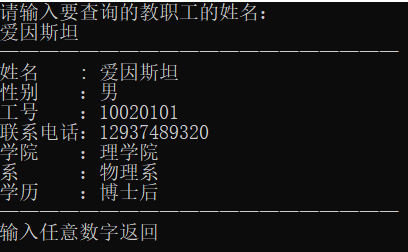 请输入要查询的教职工的姓名：
爱因斯坦
————————————————————
姓名    : 爱因斯坦
性别    : 男
工号    : 10020101
联系电话: 12937489320
学院    : 理学院
系      : 物理系
学历    : 博士后
————————————————————
输入任意数字返回